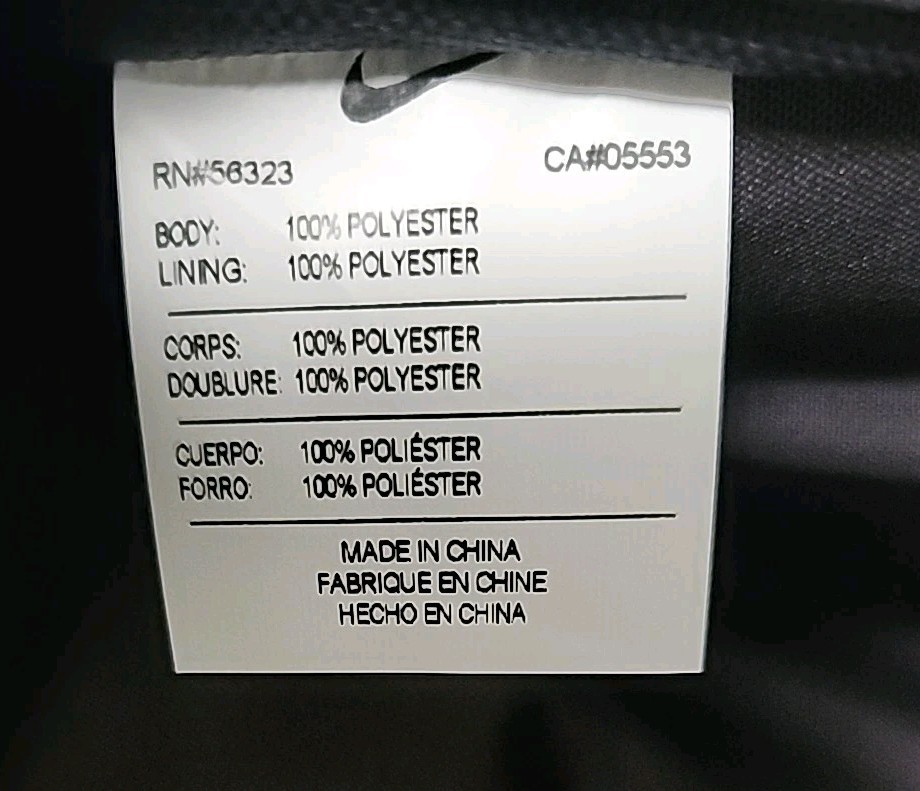 RN#56323 CA#05553
BODY: 100% POLYESTER
LINING: 100% POLYESTER
CORPS: 100% POLYESTER
DOUBLURE: 100% POLYESTER
CUERPO: 100% POLIÉSTER
FORRO: 100% POLIÉSTER
MADE IN CHINA
FABRIQUE EN CHINE
HECHO EN CHINA